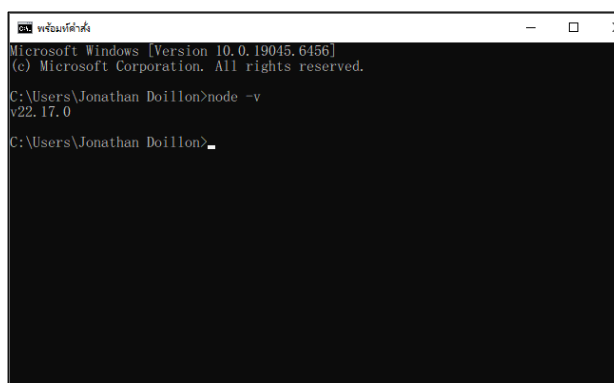 พร้อมท์คำสั่ง
Microsoft Windows [Version 10.0.19045.6456]
(c) Microsoft Corporation. All rights reserved.
C:\Users\Jonathan Doillon>node -v
v22.17.0
C:\Users\Jonathan Doillon>